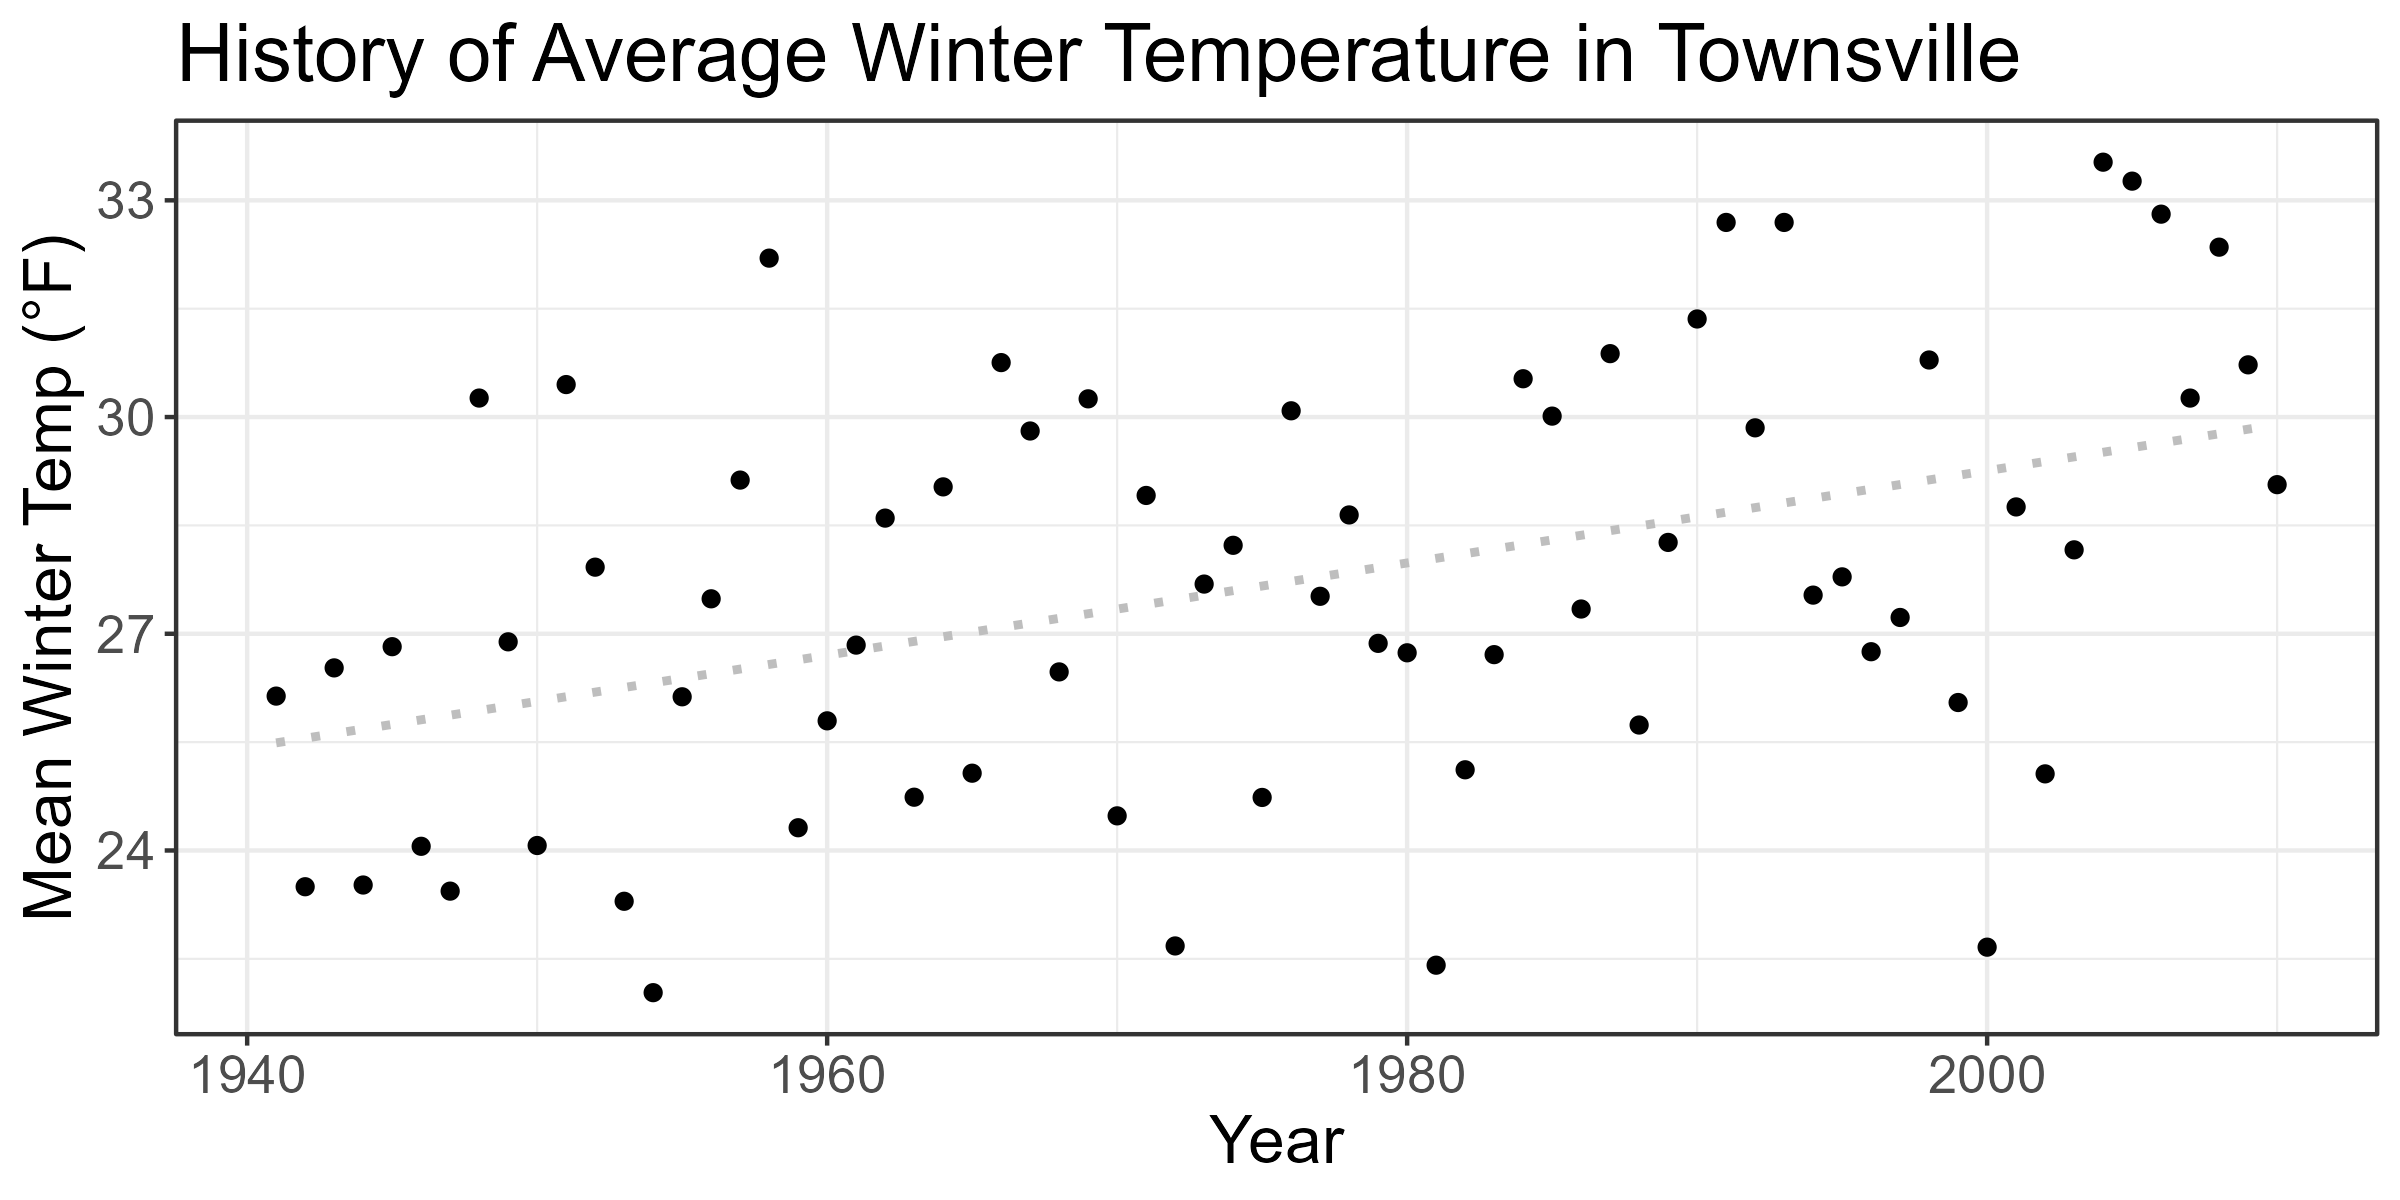 History of Average Winter Temperature in Townsville
Mean Winter Temp (°F)
33
30
27
24
1940 1960 1980 2000
Year